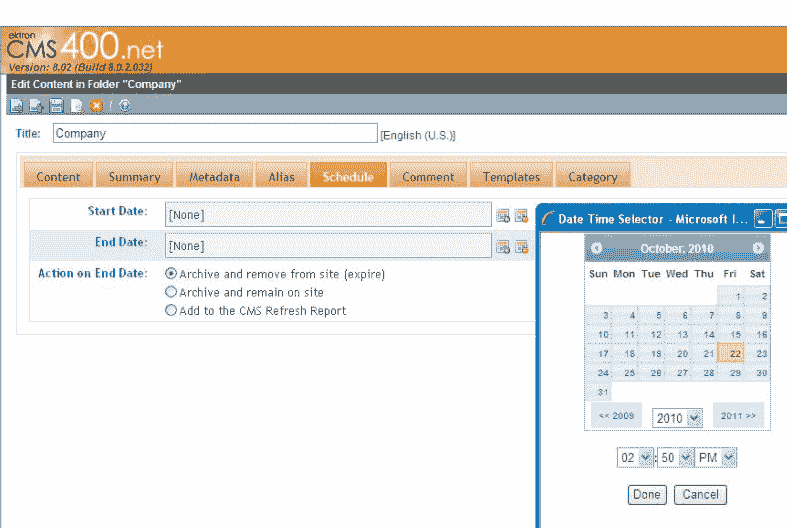 ektron
CMS400.net
Version: 8.02 (Build 8.0.2.032)
Edit Content in Folder "Company"
Title: Company [English (U.S.)]
Content Summary Metadata Alias Schedule Comment Templates Category
Start Date: [None]
End Date: [None]
Action on End Date: Archive and remove from site (expire)
Archive and remain on site
Add to the CMS Refresh Report
Date Time Selector - Microsoft I...
October, 2010
Sun Mon Tue Wed Thu Fri Sat
1 2
3 4 5 6 7 8 9
10 11 12 13 14 15 16
17 18 19 20 21 22 23
24 25 26 27 28 29 30
31
<< 2009 2010 2011 >>
02 : 50 PM
Done Cancel